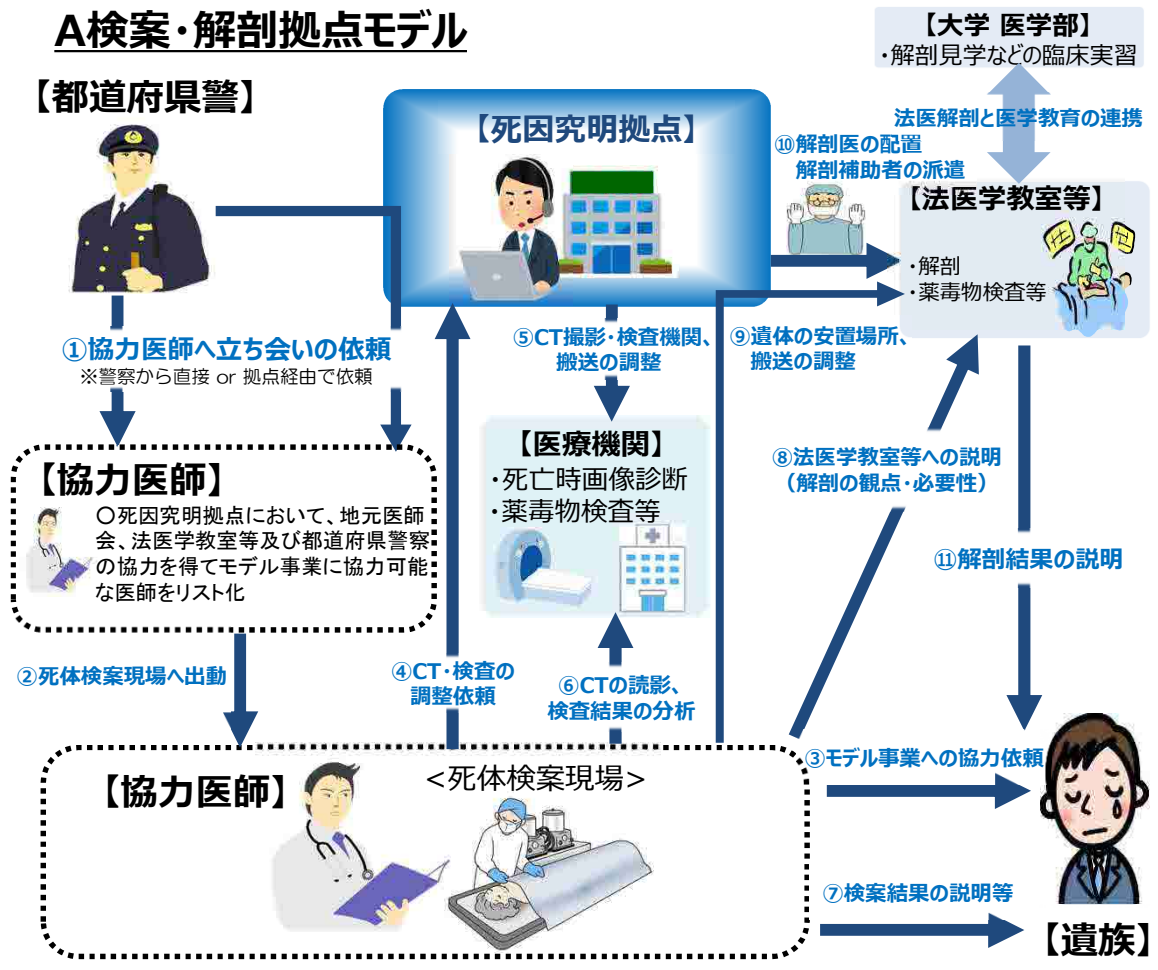 A検案・解剖拠点モデル
【大学 医学部】
・解剖見学などの臨床実習
法医解剖と医学教育の連携
【都道府県警】
【死因究明拠点】
⑩解剖医の配置
解剖補助者の派遣
【法医学教室等】
・解剖
・薬毒物検査等
①協力医師へ立ち会いの依頼
※警察から直接 or 拠点経由で依頼
⑤CT撮影・検査機関、
搬送の調整
⑨遺体の安置場所、
搬送の調整
【医療機関】
・死亡時画像診断
・薬毒物検査等
⑧法医学教室等への説明
（解剖の観点・必要性）
【協力医師】
○死因究明拠点において、地元医師
会、法医学教室等及び都道府県警察
の協力を得てモデル事業に協力可能
な医師をリスト化
⑪解剖結果の説明
②死体検案現場へ出動
④CT・検査の
調整依頼
⑥CTの読影、
検査結果の分析
③モデル事業への協力依頼
【協力医師】
<死体検案現場>
⑦検案結果の説明等
【遺族】